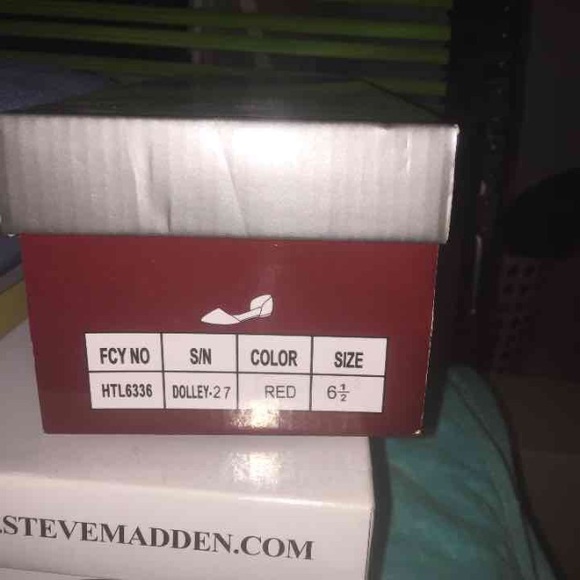 FCY NO S/N COLOR SIZE
HTL6336 DOLLEY-27 RED 6½
.STEVEMADDEN.COM